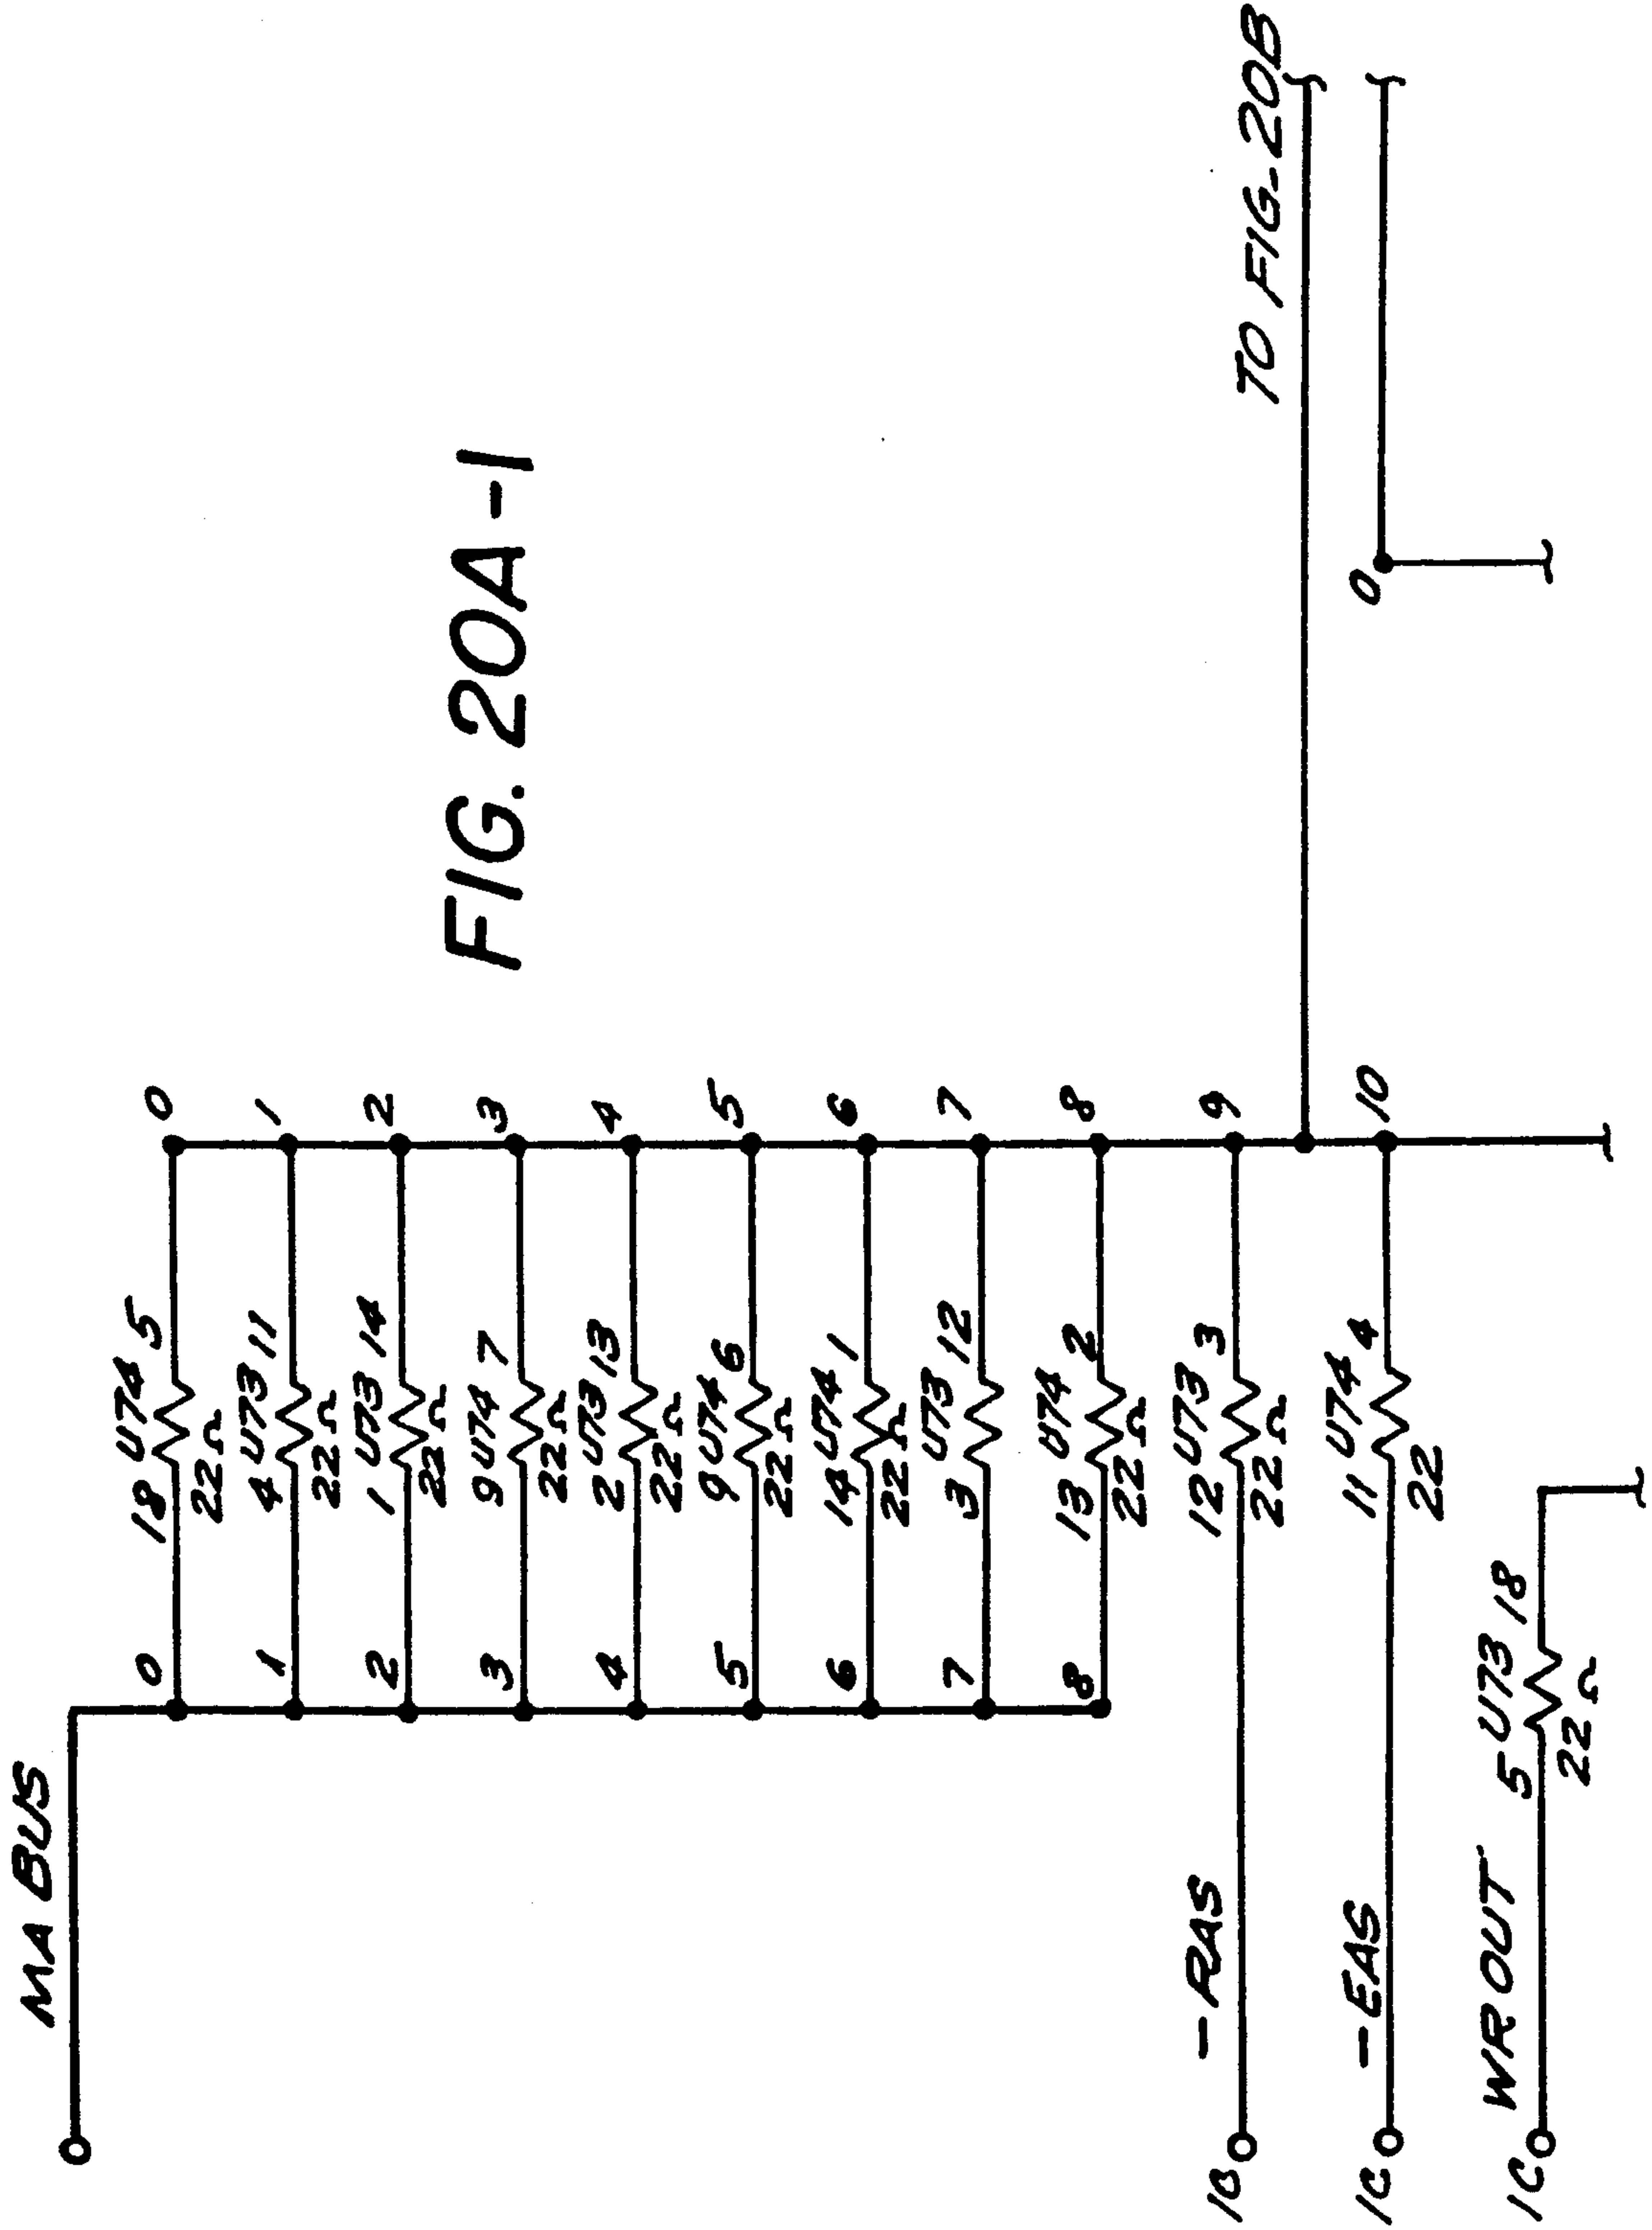 MA BUS
0 18 U74 5 0
22Ω
1 4 U73 11 1
22Ω
2 1 U73 14 2
22Ω
3 9 U74 7 3
22Ω
4 2 U73 13 4
22Ω
5 9 U74 6 5
22Ω
6 14 U74 1 6
22Ω
7 3 U73 12 7
8 13 U74 2 8
22Ω
1B -RAS 12 U73 3 9
22Ω
TO FIG. 20B
1C -EAS 11 U74 4 10
22
0
1C WR OUT 5 U73 18
22Ω
FIG. 20A-1